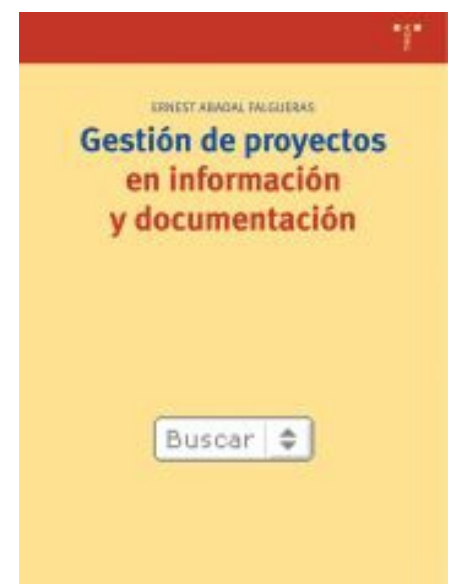 ERNEST ABADAL FALGUERAS
Gestión de proyectos
en información
y documentación
Buscar